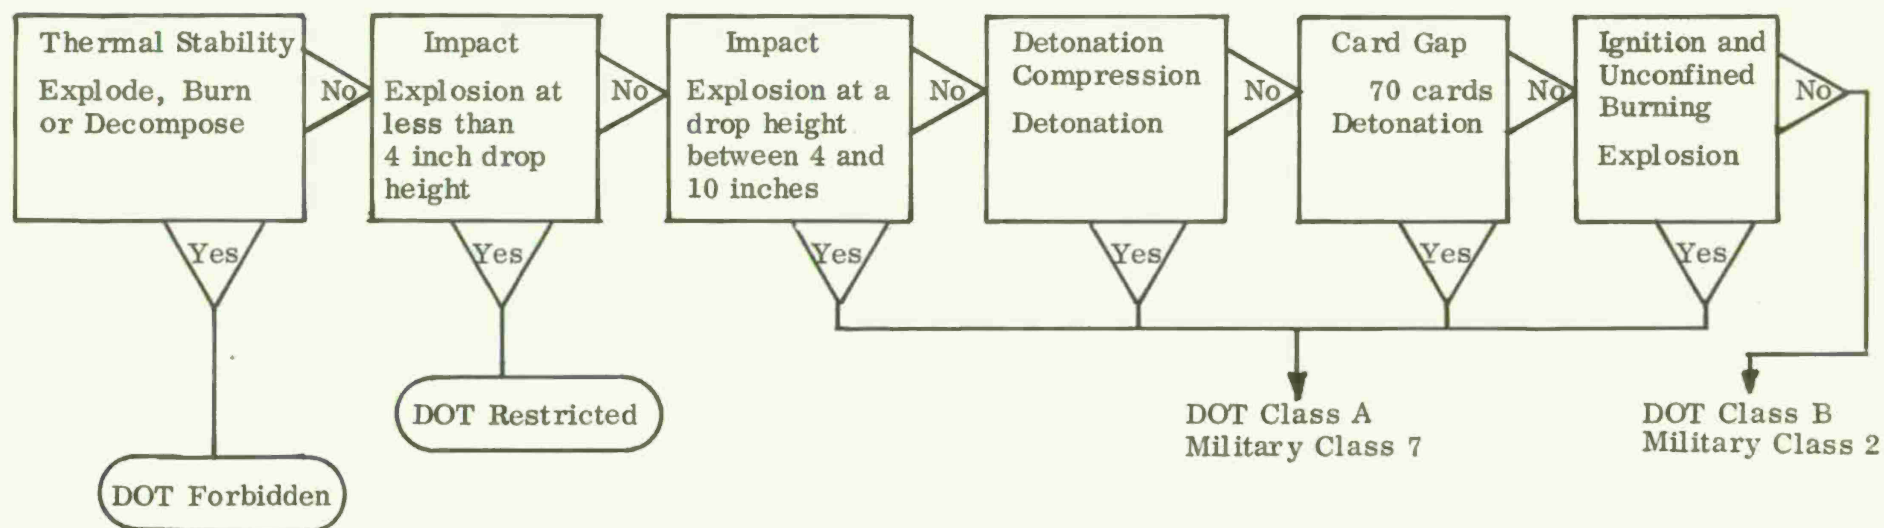 Thermal Stability
Explode, Burn
or Decompose
No
Yes
Impact
Explosion at
less than
4 inch drop
height
No
Yes
Impact
Explosion at a
drop height
between 4 and
10 inches
No
Yes
Detonation
Compression
Detonation
No
Yes
Card Gap
70 cards
Detonation
No
Yes
Ignition and
Unconfined
Burning
Explosion
No
Yes
DOT Forbidden
DOT Restricted
DOT Class A
Military Class 7
DOT Class B
Military Class 2